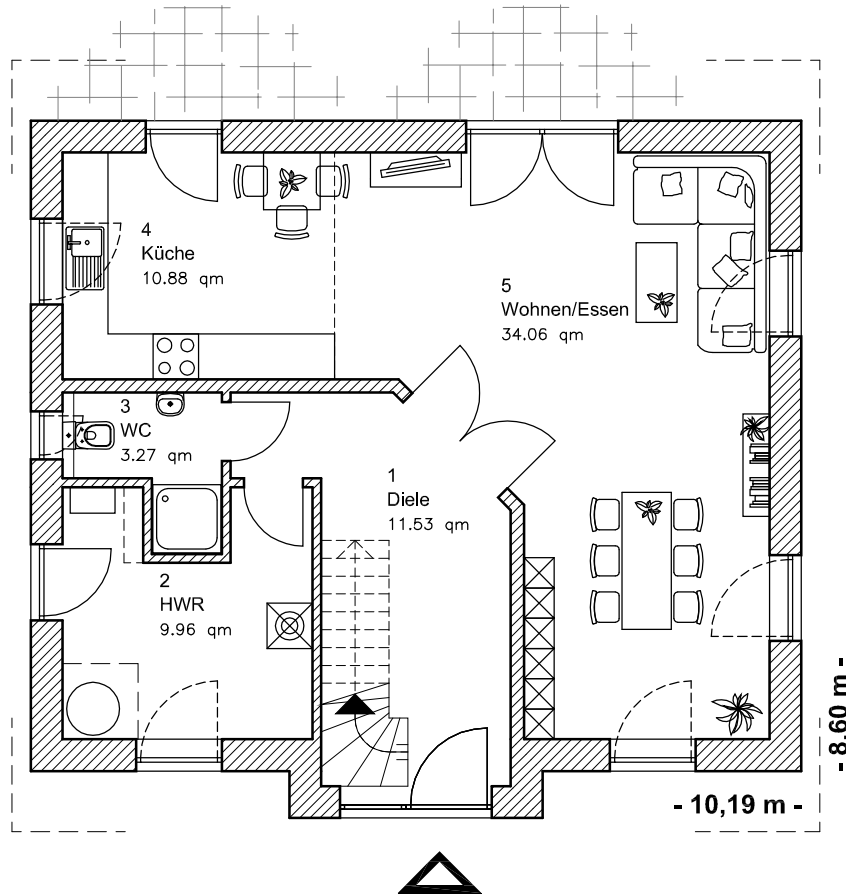 4
Küche
10.88 qm
5
Wohnen/Essen
34.06 qm
3
WC
3.27 qm
1
Diele
11.53 qm
2
HWR
9.96 qm
- 8,60 m -
- 10,19 m -